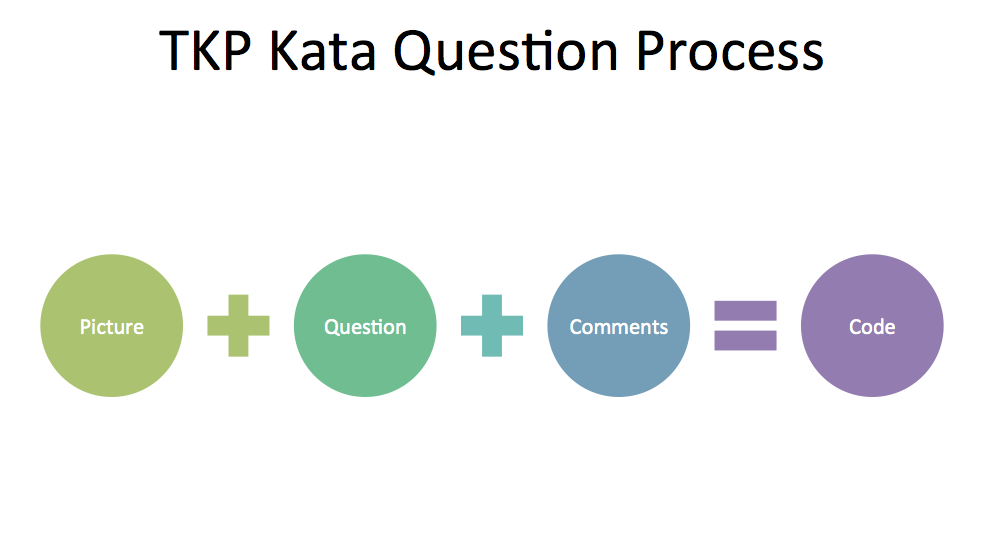 TKP Kata Question Process
Picture
Question
Comments
Code